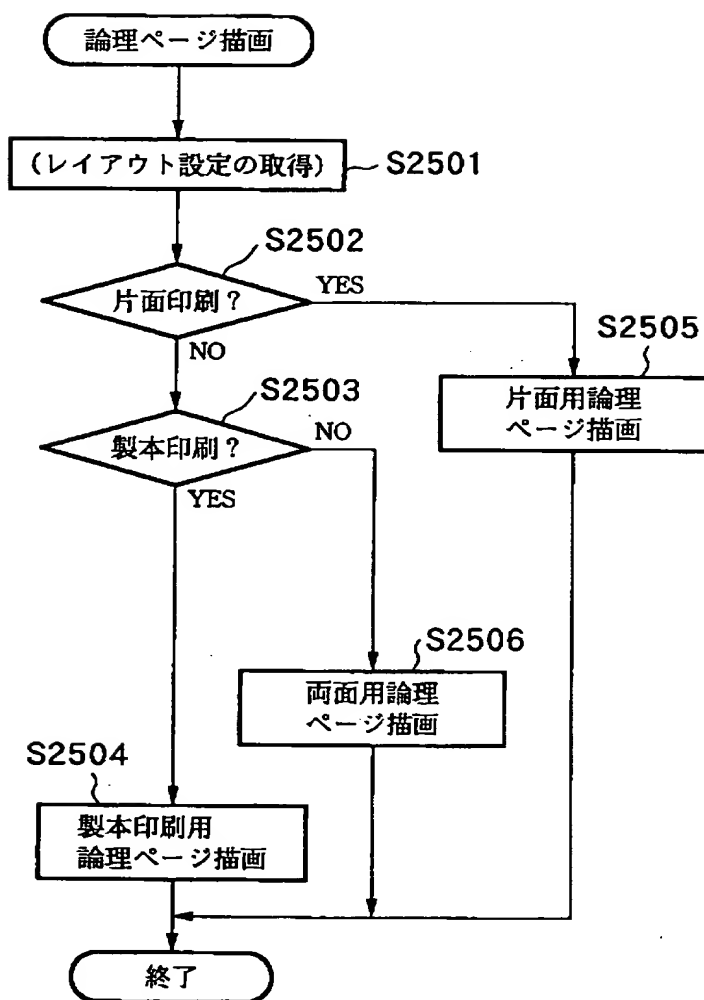 論理ページ描画
(レイアウト設定の取得)
S2501
S2502
片面印刷？
YES
NO
S2505
片面用論理
ページ描画
S2503
製本印刷？
NO
YES
S2506
両面用論理
ページ描画
S2504
製本印刷用
論理ページ描画
終了